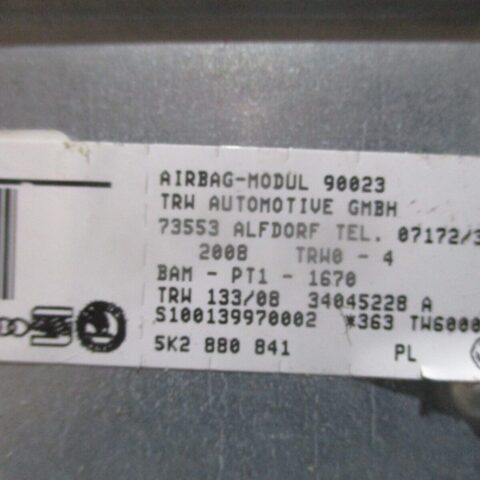 AIRBAG-MODUL 90023
TRW AUTOMOTIVE GMBH
73553 ALFDORF TEL. 07172/3
2008 TRW0 - 4
BAM - PT1 - 1670
TRW 133/08 34045228 A
S100139970002 *363 TW6000
5K2 880 841 PL